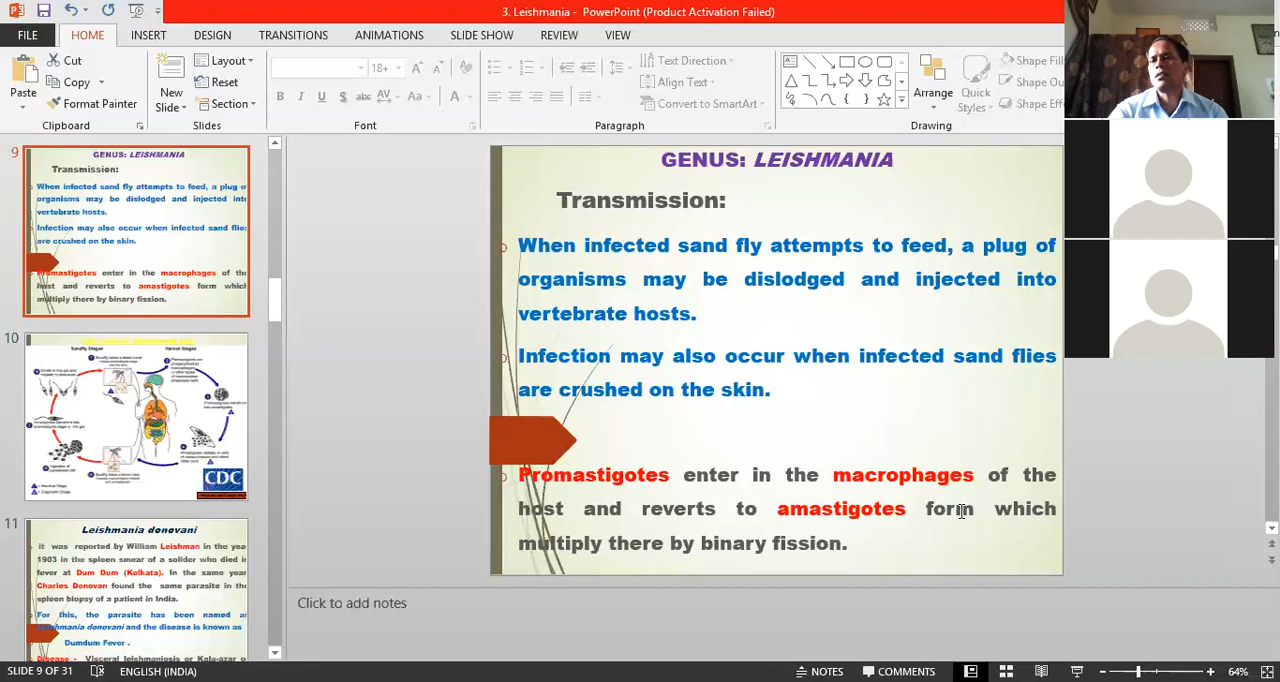 3. Leishmania - PowerPoint (Product Activation Failed)
FILE HOME INSERT DESIGN TRANSITIONS ANIMATIONS SLIDE SHOW REVIEW VIEW
Cut
Copy
Format Painter
Paste
Clipboard
New
Slide
Layout
Reset
Section
Slides
18+
Font
Text Direction
Align Text
Convert to SmartArt
Paragraph
Arrange
Quick
Styles
Shape Fill
Shape Ou
Shape Effe
Drawing
9
GENUS: LEISHMANIA
Transmission:
When infected sand fly attempts to feed, a plug of
organisms may be dislodged and injected into
vertebrate hosts.
Infection may also occur when infected sand flies
are crushed on the skin.
Promastigotes enter in the macrophages of the
host and reverts to amastigotes form which
multiply there by binary fission.
10
Sandfly Stages
Human Stages
CDC
11
Leishmania donovani
it was reported by William Leishman in the year
1903 in the spleen smear of a solider who died
fever at Dum Dum (Kolkata). In the same year
Charles Donovan found the same parasite in the
spleen biopsy of a patient in India.
For this, the parasite has been named as
Leishmania donovani and the disease is known as
Dumdum Fever .
Disease - Visceral leishmaniosis or Kala-azar o
GENUS: LEISHMANIA
Transmission:
When infected sand fly attempts to feed, a plug of
organisms may be dislodged and injected into
vertebrate hosts.
Infection may also occur when infected sand flies
are crushed on the skin.
Promastigotes enter in the macrophages of the
host and reverts to amastigotes form which
multiply there by binary fission.
Click to add notes
SLIDE 9 OF 31 ENGLISH (INDIA) NOTES COMMENTS 64%